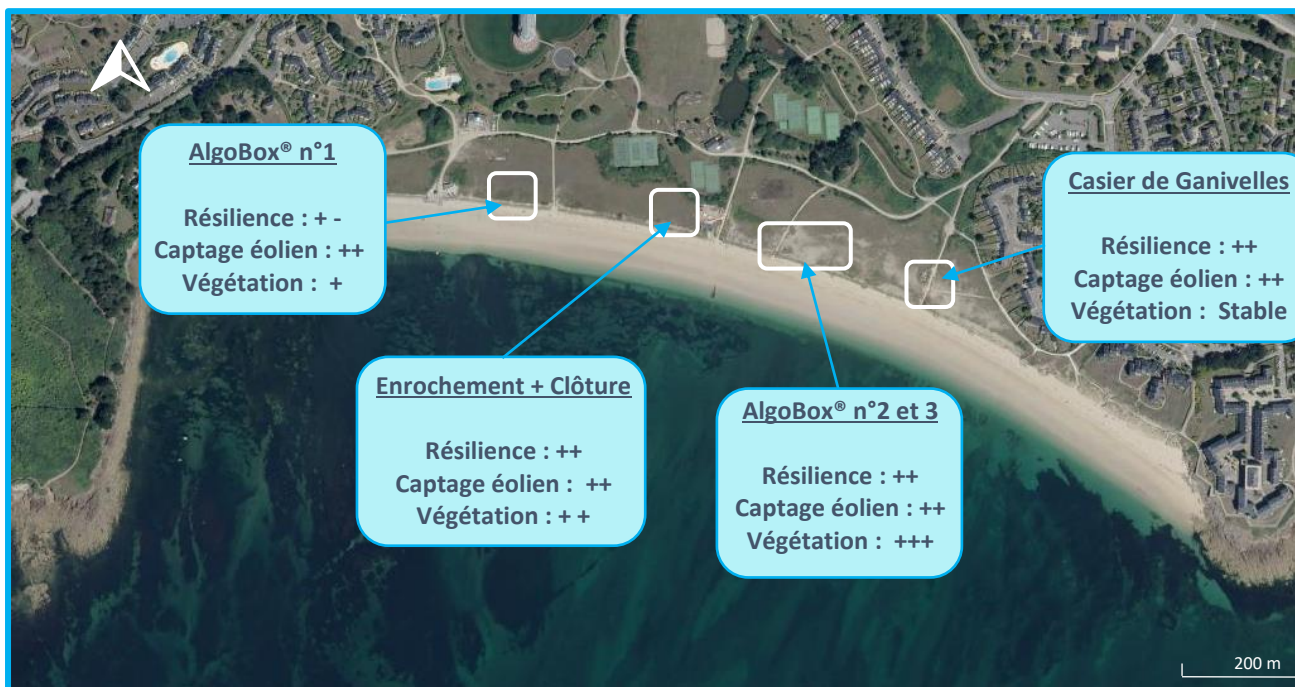 AlgoBox® n°1
Résilience : + -
Captage éolien : ++
Végétation : +
Enrochement + Clôture
Résilience : ++
Captage éolien : ++
Végétation : + +
AlgoBox® n°2 et 3
Résilience : ++
Captage éolien : ++
Végétation : +++
Casier de Ganivelles
Résilience : ++
Captage éolien : ++
Végétation : Stable
200 m